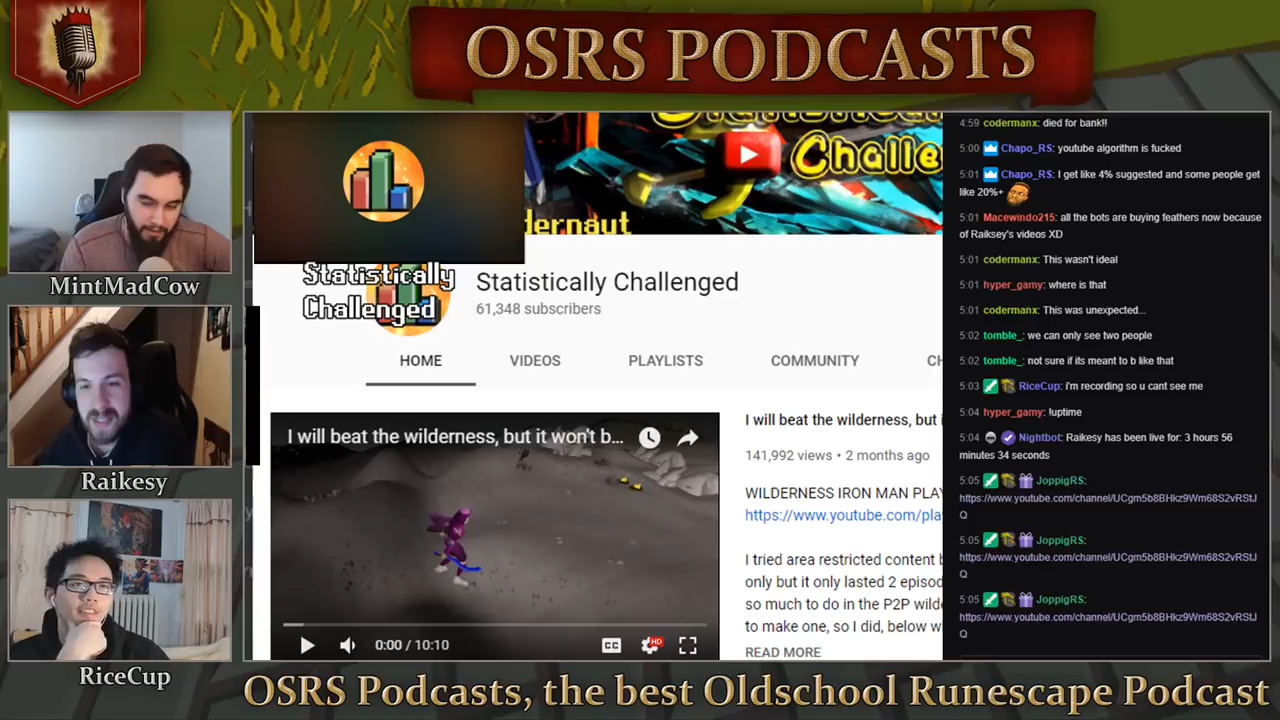 OSRS PODCASTS
MintMadCow
Raikesy
RiceCup
Challe
dernaut
Statistically
Challenged
Statistically Challenged
61,348 subscribers
HOME
VIDEOS
PLAYLISTS
COMMUNITY
CH
I will beat the wilderness, but it won't b...
0:00 / 10:10
CC
HD
I will beat the wilderness, but i
141,992 views • 2 months ago
WILDERNESS IRON MAN PLA
https://www.youtube.com/pla
I tried area restricted content b
only but it only lasted 2 episod
so much to do in the P2P wilde
to make one, so I did, below w
READ MORE
4:59 codermanx: died for bank!!
5:00 Chapo_RS: youtube algorithm is fucked
5:01 Chapo_RS: I get like 4% suggested and some people get
like 20%+
5:01 Macewindo215: all the bots are buying feathers now because
of Raiksey's videos XD
5:01 codermanx: This wasn't ideal
5:01 hyper_gamy: where is that
5:01 codermanx: This was unexpected...
5:02 tomble_: we can only see two people
5:02 tomble_: not sure if its meant to b like that
5:03 RiceCup: i'm recording so u cant see me
5:04 hyper_gamy: !uptime
5:04 Nightbot: Raikesy has been live for: 3 hours 56
minutes 34 seconds
5:05 JoppigRS:
https://www.youtube.com/channel/UCgm5b8BHkz9Wm68S2vRStJ
Q
5:05 JoppigRS:
https://www.youtube.com/channel/UCgm5b8BHkz9Wm68S2vRStJ
Q
5:05 JoppigRS:
https://www.youtube.com/channel/UCgm5b8BHkz9Wm68S2vRStJ
Q
OSRS Podcasts, the best Oldschool Runescape Podcast